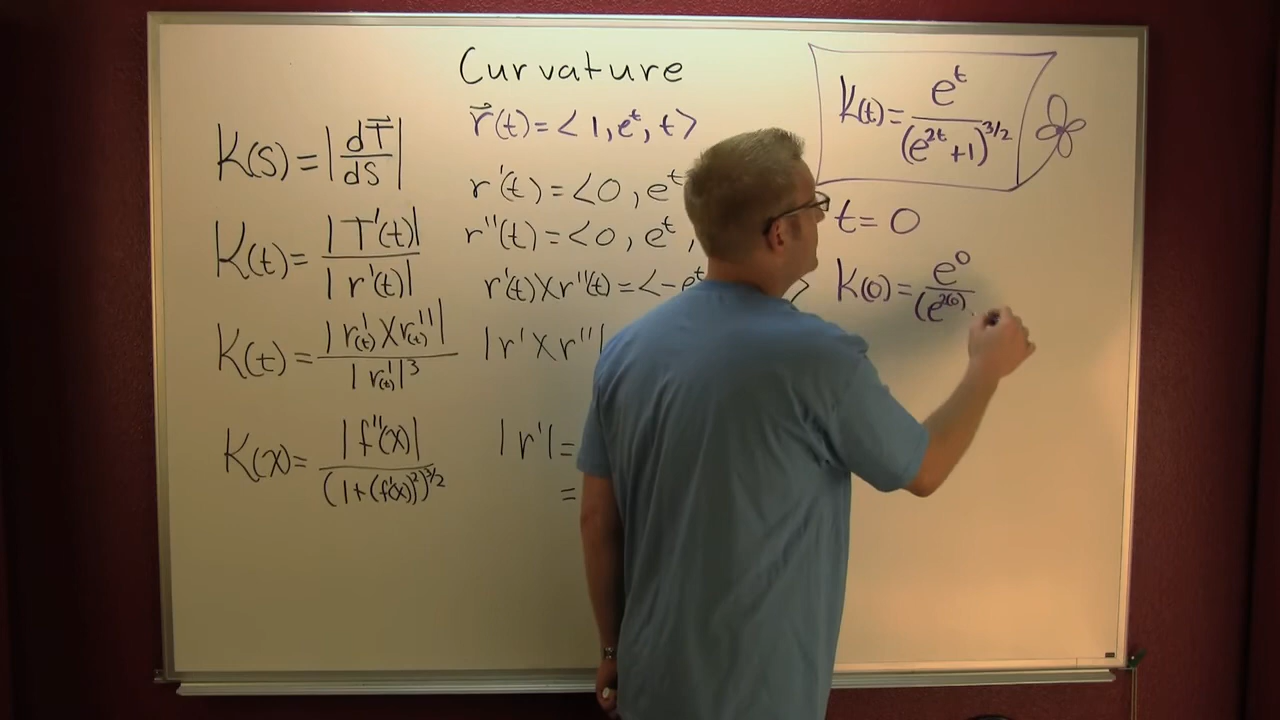 Curvature
K(s) = |dT⃗/ds|
K(t) = |T'(t)| / |r'(t)|
K(t) = |r'(t) X r''(t)| / |r'(t)|³
K(x) = |f''(x)| / (1+(f'(x))²)^3/2
r⃗(t) = <1, e^t, t>
r'(t) = <0, e^t
r''(t) = <0, e^t,
r'(t) X r''(t) = <-e^t >
|r' X r''|
|r'| =
=
K(t) = e^t / (e^2t +1)^3/2
t = 0
K(0) = e^0 / (e^2(0)